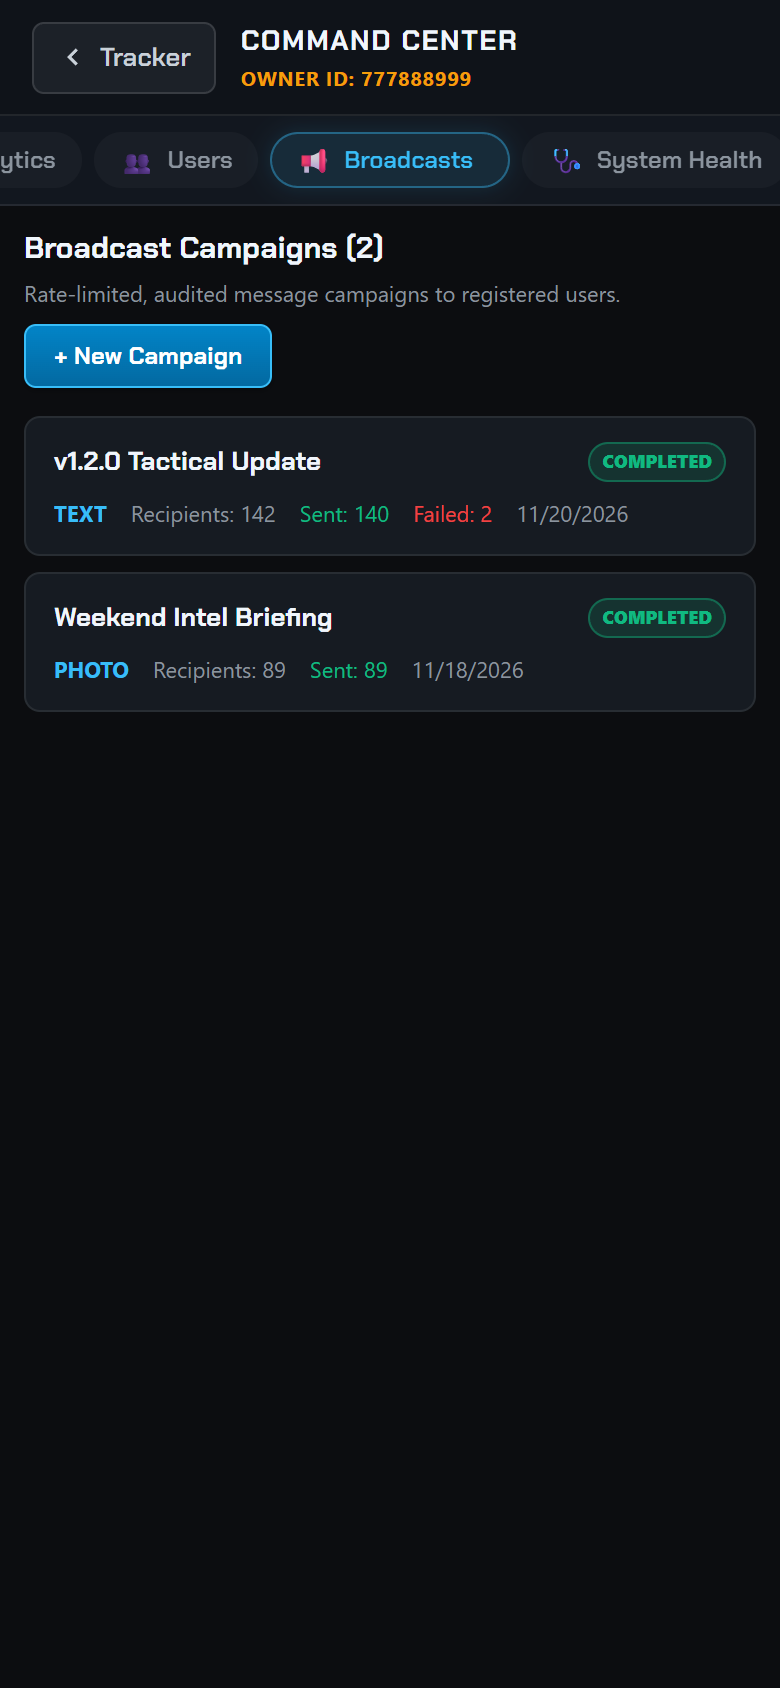 Tracker
COMMAND CENTER
OWNER ID: 777888999
ytics
Users
Broadcasts
System Health
Broadcast Campaigns (2)
Rate-limited, audited message campaigns to registered users.
+ New Campaign
v1.2.0 Tactical Update
COMPLETED
TEXT Recipients: 142 Sent: 140 Failed: 2 11/20/2026
Weekend Intel Briefing
COMPLETED
PHOTO Recipients: 89 Sent: 89 11/18/2026